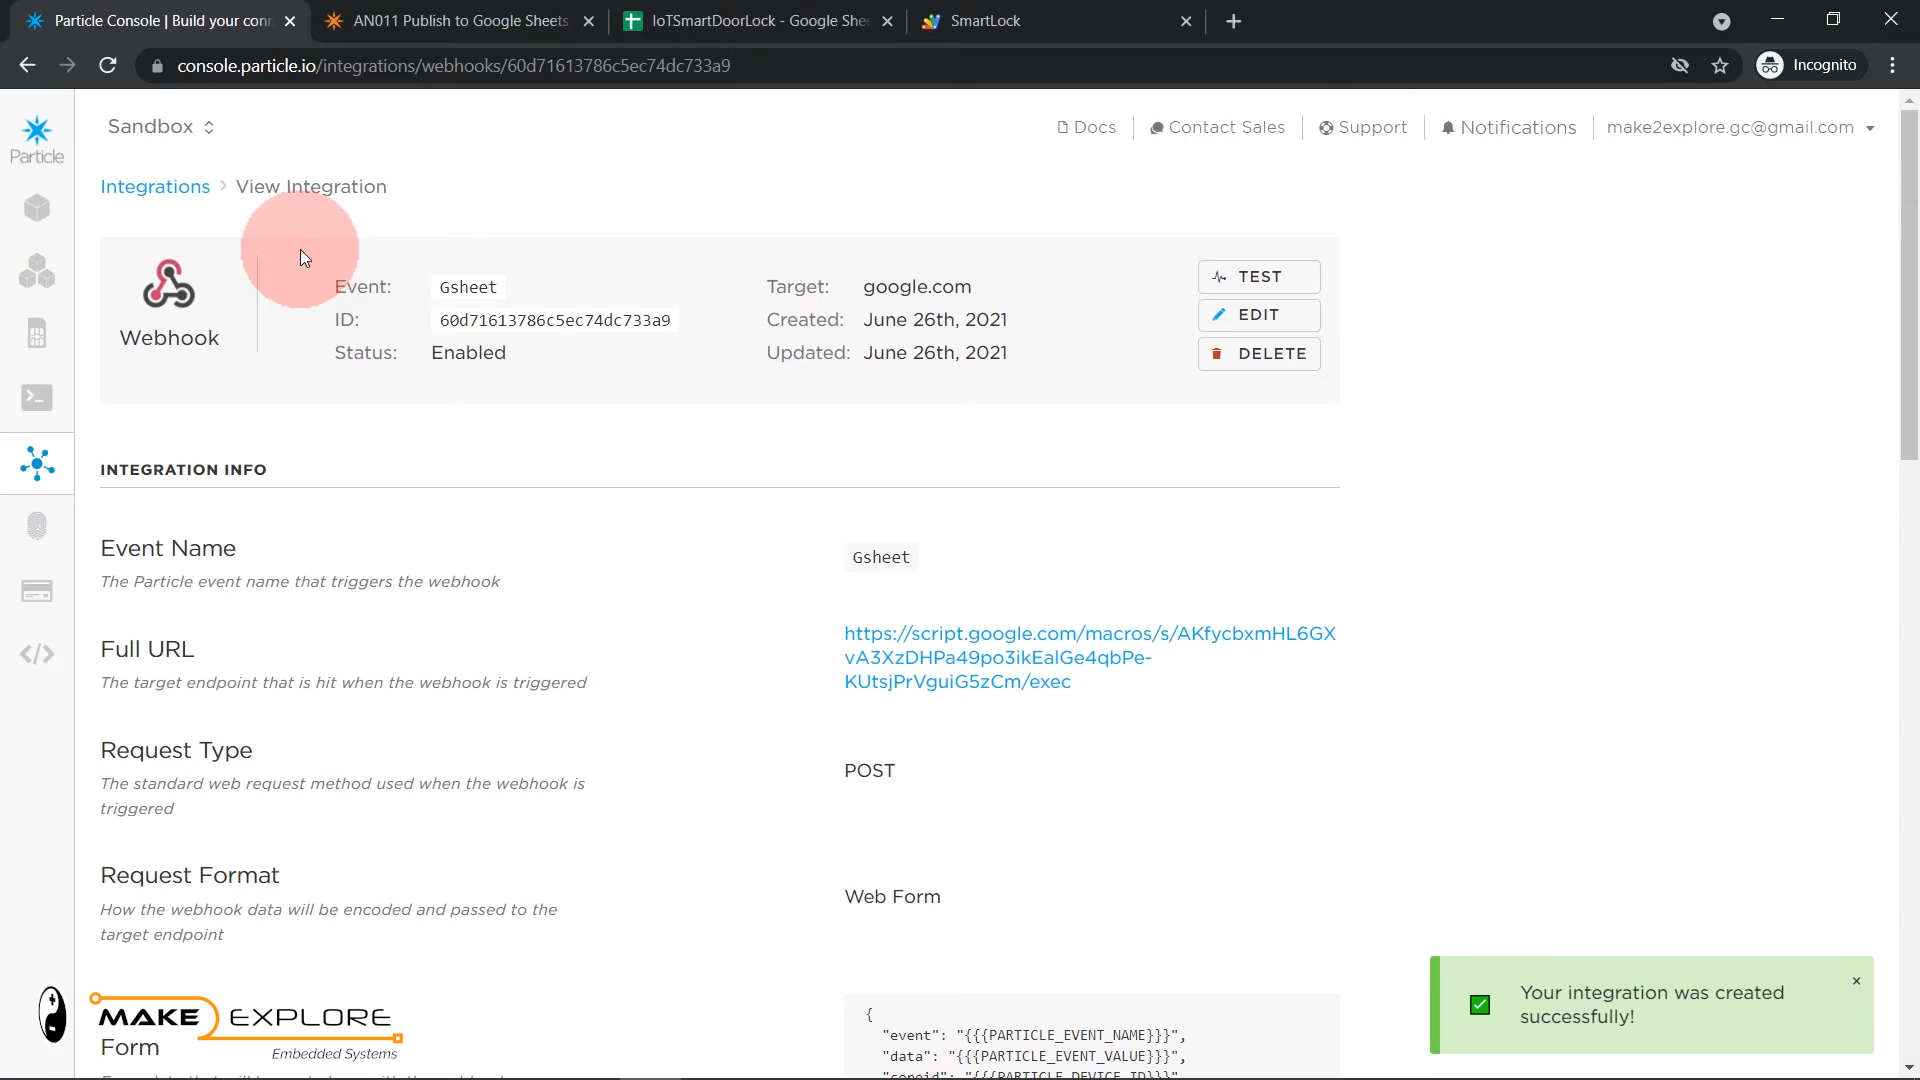 Particle Console | Build your conn
AN011 Publish to Google Sheets
IoTSmartDoorLock - Google She
SmartLock
console.particle.io/integrations/webhooks/60d71613786c5ec74dc733a9
Incognito
Particle
Sandbox
Docs
Contact Sales
Support
Notifications
make2explore.gc@gmail.com
Integrations > View Integration
Webhook
Event: Gsheet
ID: 60d71613786c5ec74dc733a9
Status: Enabled
Target: google.com
Created: June 26th, 2021
Updated: June 26th, 2021
TEST
EDIT
DELETE
INTEGRATION INFO
Event Name
The Particle event name that triggers the webhook
Gsheet
Full URL
The target endpoint that is hit when the webhook is triggered
https://script.google.com/macros/s/AKfycbxmHL6GX
vA3XzDHPa49po3ikEalGe4qbPe-
KUtsjPrVguiG5zCm/exec
Request Type
The standard web request method used when the webhook is
triggered
POST
Request Format
How the webhook data will be encoded and passed to the
target endpoint
Web Form
MAKE EXPLORE
Embedded Systems
Form
{
"event": "{{{PARTICLE_EVENT_NAME}}}",
"data": "{{{PARTICLE_EVENT_VALUE}}}",
"coreid": "{{{PARTICLE_DEVICE_ID}}}"
Your integration was created
successfully!